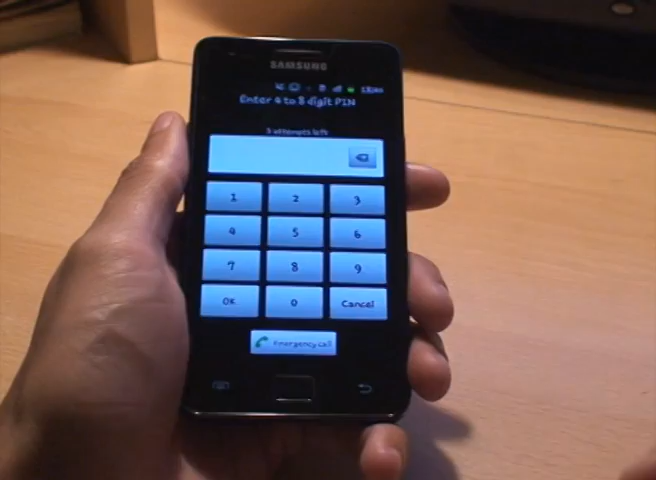 SAMSUNG
Enter 4 to 8 digit PIN
3 attempts left
1 2 3
4 5 6
7 8 9
OK 0 Cancel
Emergency call